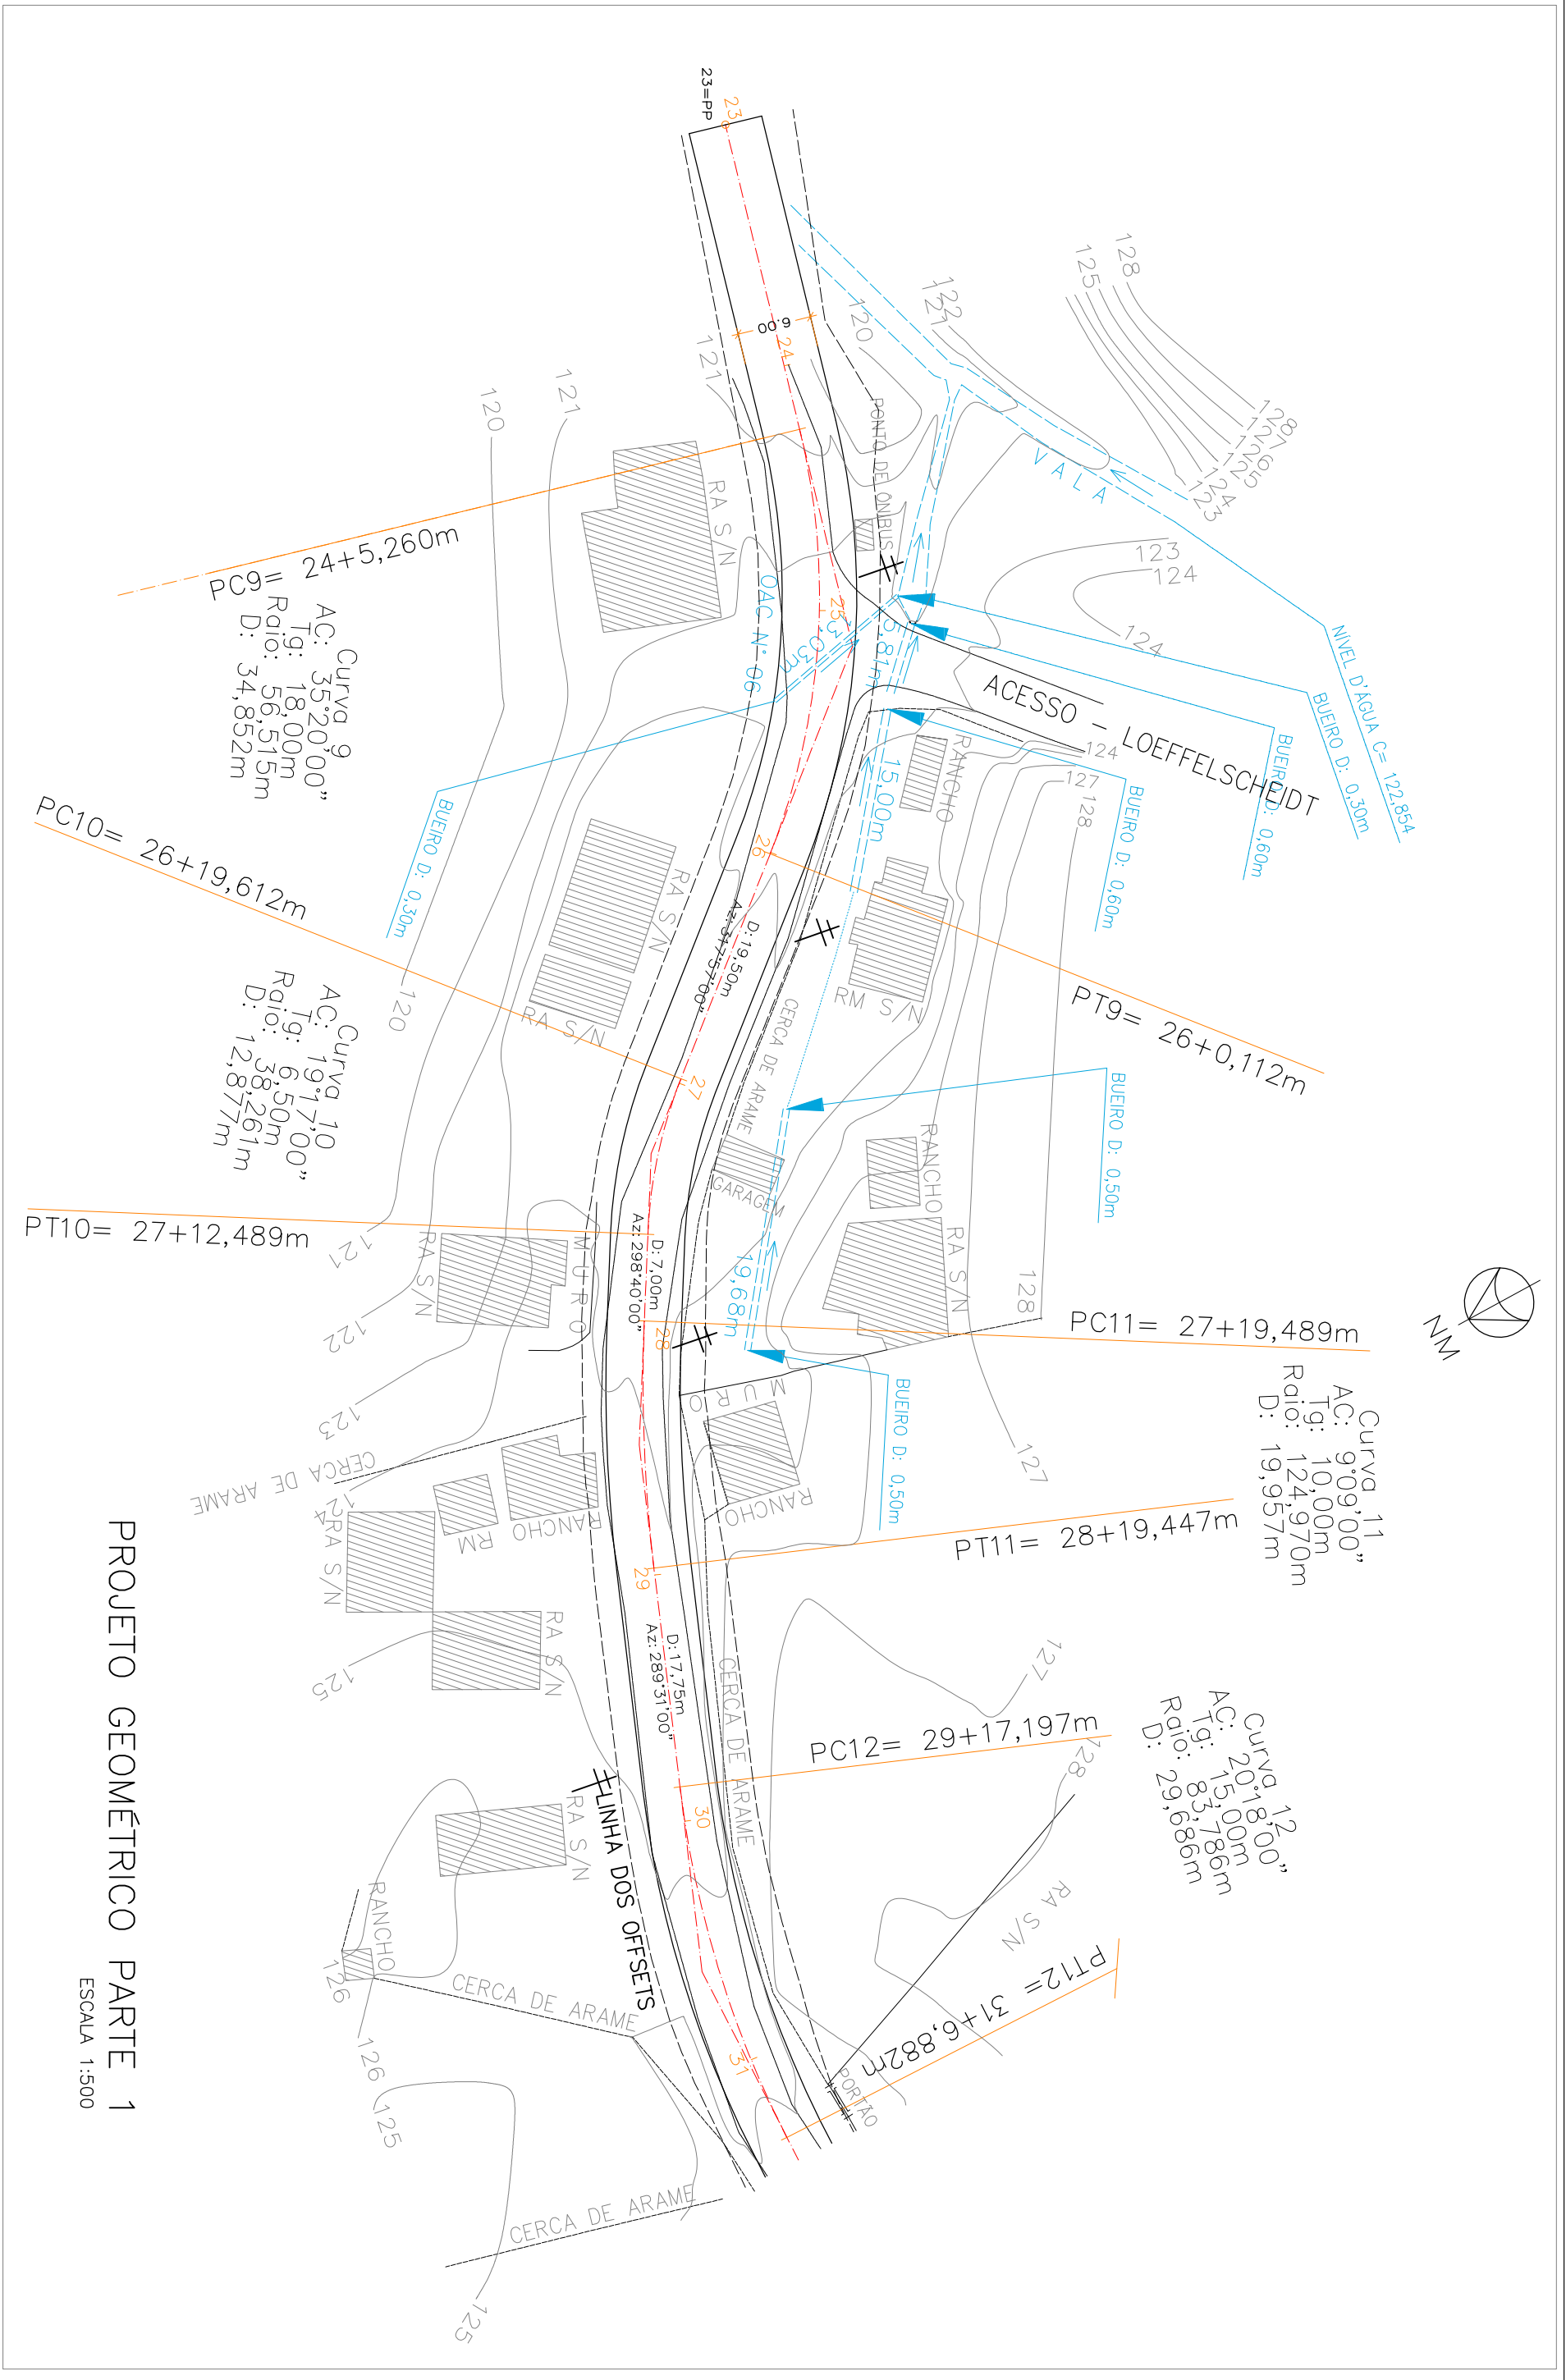 23=PP
23
6.00
24
120
121
122
121
128
125
128
127
126
125
124
123
VALA
121
120
121
PONTO DE ÔNIBUS
RA S/N
OAC N° 06
25
13,03m
5,81m
123
124
124
PC9= 24+5,260m
Curva 9
AC: 35°20'00"
Tg: 18,00m
Raio: 56,515m
D: 34,852m
NÍVEL D'ÁGUA C= 122,854
BUEIRO D: 0,30m
BUEIRO D: 0,60m
BUEIRO D: 0,60m
BUEIRO D: 0,30m
ACESSO - LOEFFELSCHEIDT
124
127
128
RANCHO
15,00m
26
RA S/N
RA S/N
RM S/N
D:19,50m
Az: 317°57'00"
PC10= 26+19,612m
PT9= 26+0,112m
Curva 10
AC: 19°17'00"
Tg: 6,50m
Raio: 38,261m
D: 12,877m
120
27
CERCA DE ARAME
GARAGEM
BUEIRO D: 0,50m
RANCHO
RA S/N
PT10= 27+12,489m
121
RA S/N
MURO
D: 7,00m
Az: 298°40'00"
28
19,68m
128
PC11= 27+19,489m
NM
122
123
124
CERCA DE ARAME
MURO
RANCHO
BUEIRO D: 0,50m
127
Curva 11
AC: 9°09'00"
Tg: 10,00m
Raio: 124,970m
D: 19,957m
RM
RANCHO
RA S/N
RA S/N
29
PT11= 28+19,447m
125
D:17,75m
Az: 289°31'00"
CERCA DE ARAME
127
PC12= 29+17,197m
128
Curva 12
AC: 20°18'00"
Tg: 15,00m
Raio: 83,786m
D: 29,686m
30
LINHA DOS OFFSETS
RA S/N
RA S/N
RANCHO
126
CERCA DE ARAME
126
125
31
PT12= 31+6,882m
PORTÃO
CERCA DE ARAME
125
PROJETO GEOMÉTRICO PARTE 1
ESCALA 1:500